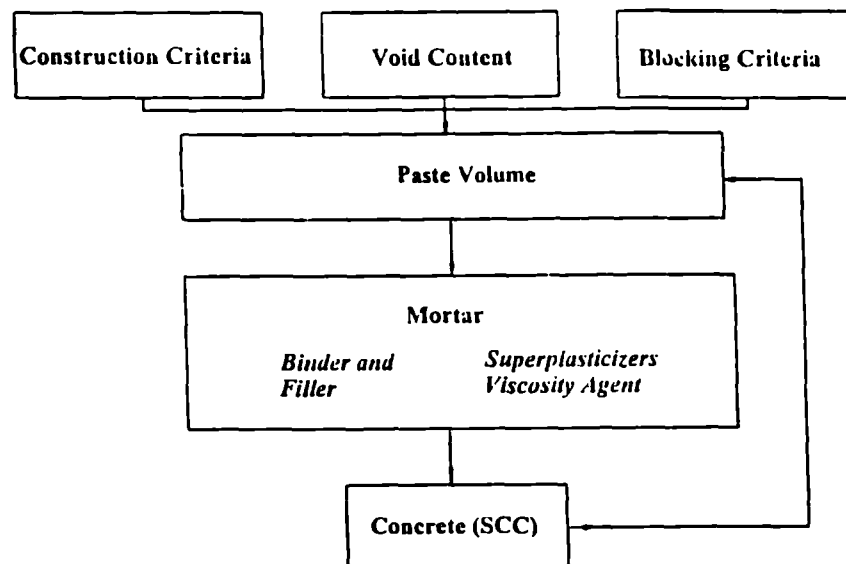 Construction Criteria
Void Content
Blocking Criteria
Paste Volume
Mortar
Binder and
Filler
Superplasticizers
Viscosity Agent
Concrete (SCC)